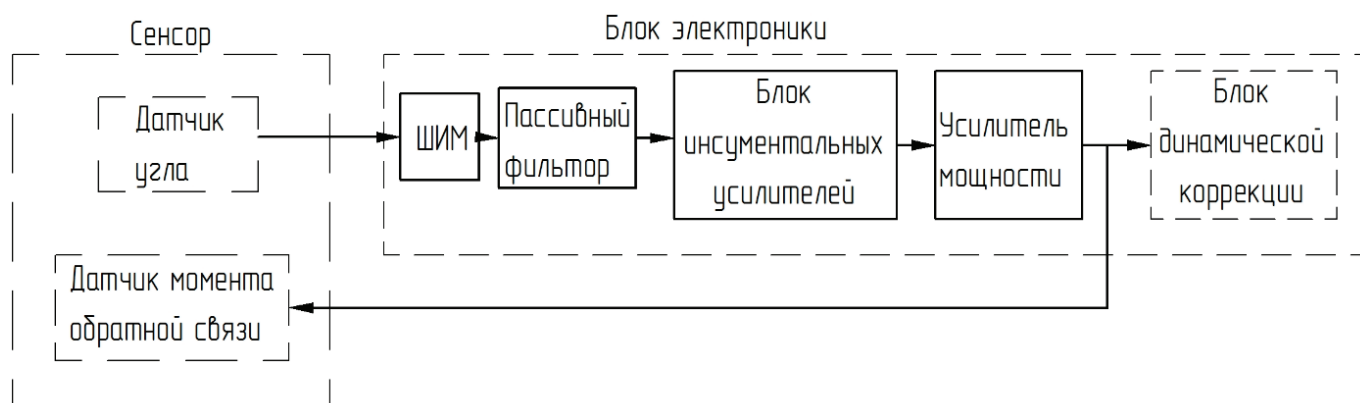 Сенсор
Блок электроники
Датчик
угла
ШИМ
Пассивный
фильтор
Блок
инсументальных
усилителей
Усилитель
мощности
Блок
динамической
коррекции
Датчик момента
обратной связи